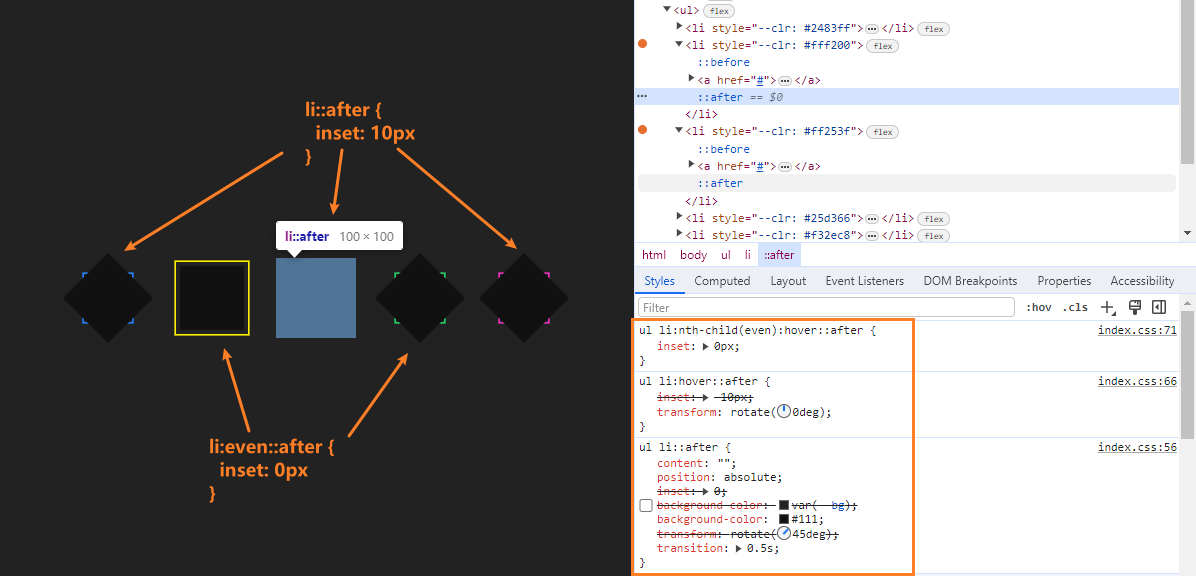 li::after {
inset: 10px
}
li::after 100 × 100
li:even::after {
inset: 0px
}
<ul> flex
<li style="--clr: #2483ff"> ⋯ </li> flex
<li style="--clr: #fff200"> flex
::before
<a href="#"> ⋯ </a>
⋯ ::after == $0
</li>
<li style="--clr: #ff253f"> flex
::before
<a href="#"> ⋯ </a>
::after
</li>
<li style="--clr: #25d366"> ⋯ </li> flex
<li style="--clr: #f32ec8"> ⋯ </li> flex
html body ul li ::after
Styles Computed Layout Event Listeners DOM Breakpoints Properties Accessibility
Filter :hov .cls
ul li:nth-child(even):hover::after { index.css:71
inset: 0px;
}
ul li:hover::after { index.css:66
inset: -10px;
transform: rotate(0deg);
}
ul li::after { index.css:56
content: "";
position: absolute;
inset: 0;
background-color: var(--bg);
background-color: #111;
transform: rotate(45deg);
transition: 0.5s;
}